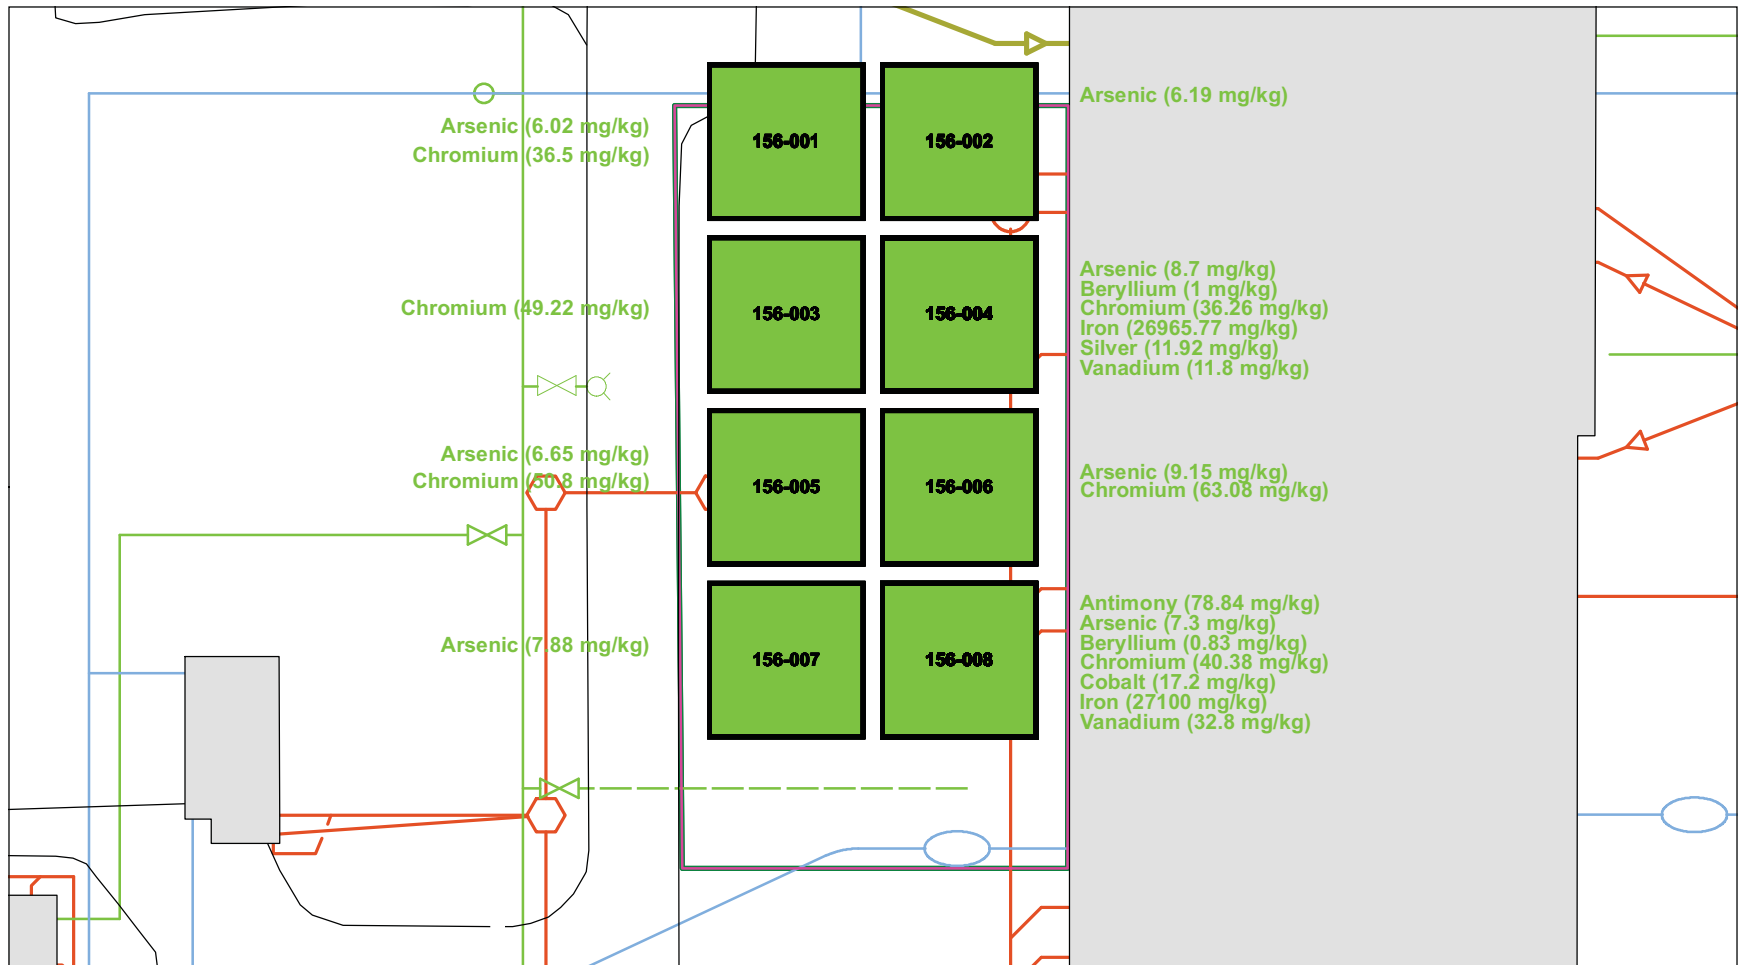 Arsenic (6.02 mg/kg)
Chromium (36.5 mg/kg)
156-001
156-002
Arsenic (6.19 mg/kg)
Chromium (49.22 mg/kg)
156-003
156-004
Arsenic (8.7 mg/kg)
Beryllium (1 mg/kg)
Chromium (36.26 mg/kg)
Iron (26965.77 mg/kg)
Silver (11.92 mg/kg)
Vanadium (11.8 mg/kg)
Arsenic (6.65 mg/kg)
Chromium (50.8 mg/kg)
156-005
156-006
Arsenic (9.15 mg/kg)
Chromium (63.08 mg/kg)
Arsenic (7.88 mg/kg)
156-007
156-008
Antimony (78.84 mg/kg)
Arsenic (7.3 mg/kg)
Beryllium (0.83 mg/kg)
Chromium (40.38 mg/kg)
Cobalt (17.2 mg/kg)
Iron (27100 mg/kg)
Vanadium (32.8 mg/kg)